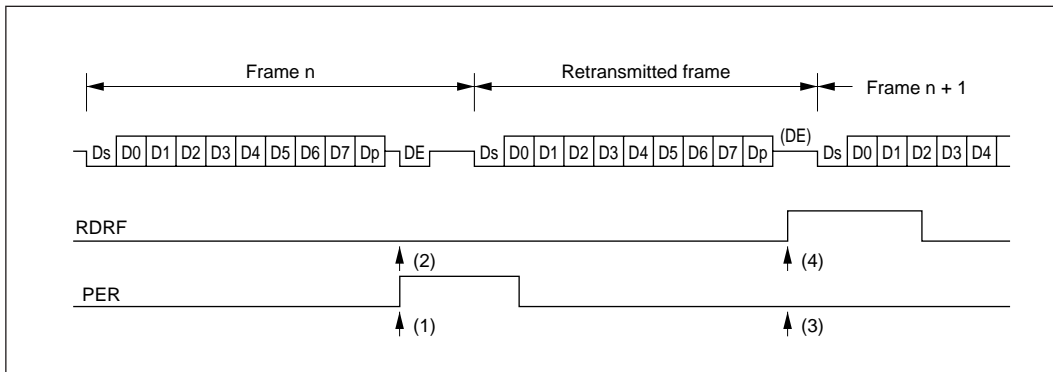 Frame n Retransmitted frame Frame n + 1
Ds D0 D1 D2 D3 D4 D5 D6 D7 Dp DE Ds D0 D1 D2 D3 D4 D5 D6 D7 Dp (DE) Ds D0 D1 D2 D3 D4
RDRF
(2) (4)
PER
(1) (3)